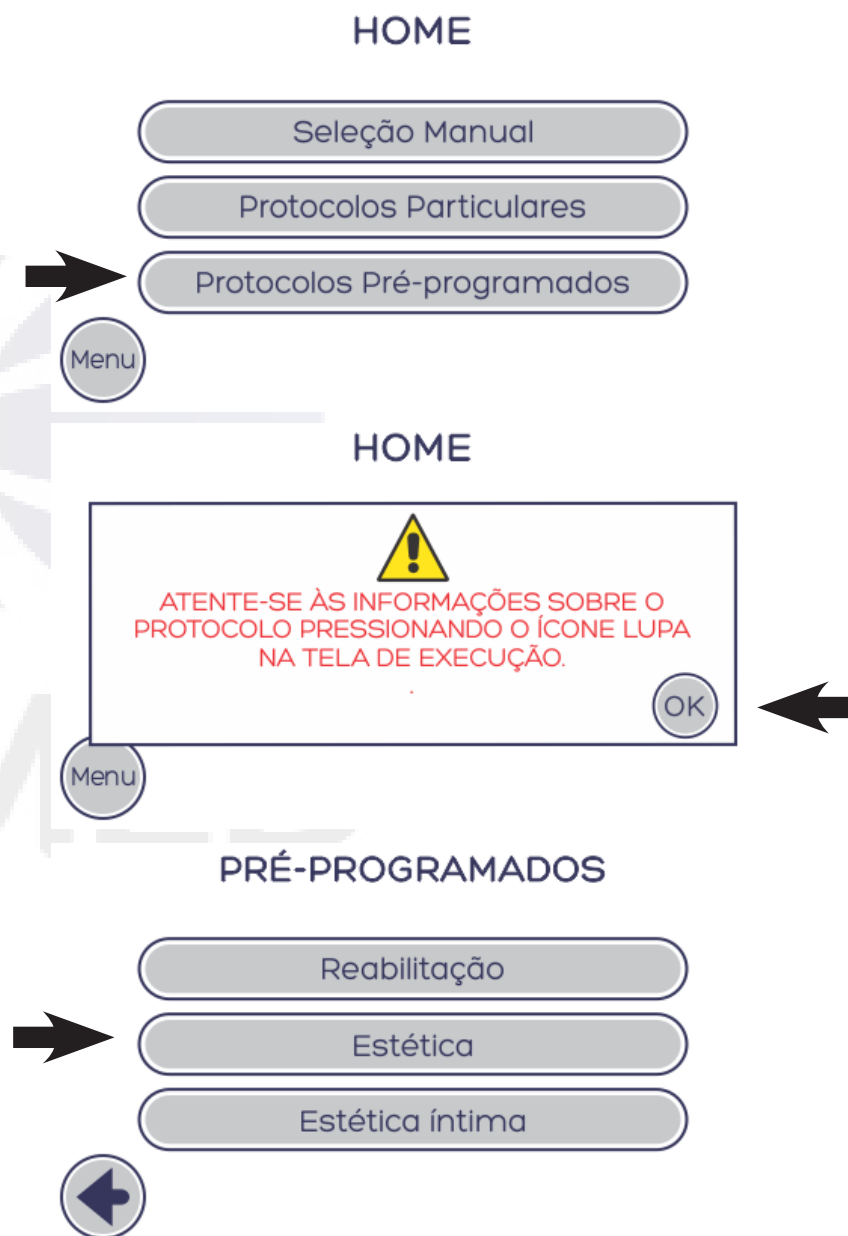 HOME
Seleção Manual
Protocolos Particulares
Protocolos Pré-programados
Menu
HOME
ATENTE-SE ÀS INFORMAÇÕES SOBRE O
PROTOCOLO PRESSIONANDO O ÍCONE LUPA
NA TELA DE EXECUÇÃO.
.
OK
Menu
PRÉ-PROGRAMADOS
Reabilitação
Estética
Estética íntima